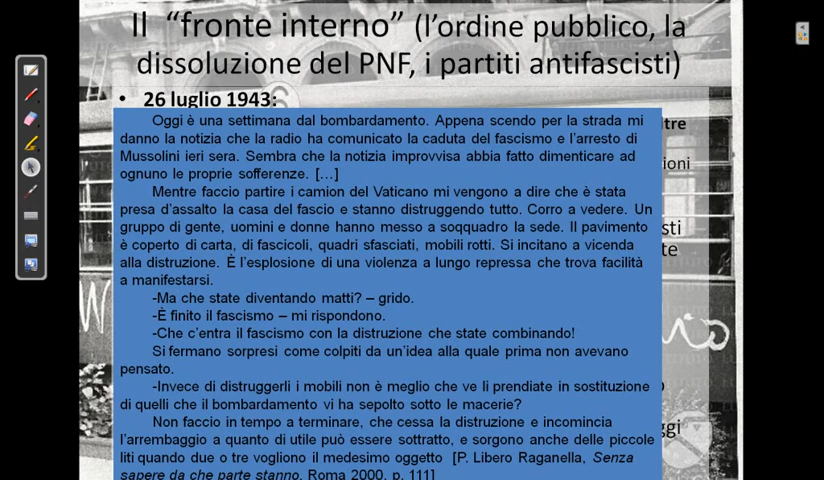 Il “fronte interno” (l’ordine pubblico, la
dissoluzione del PNF, i partiti antifascisti)
• 26 luglio 1943:
Oggi è una settimana dal bombardamento. Appena scendo per la strada mi
danno la notizia che la radio ha comunicato la caduta del fascismo e l’arresto di
Mussolini ieri sera. Sembra che la notizia improvvisa abbia fatto dimenticare ad
ognuno le proprie sofferenze. […]
Mentre faccio partire i camion del Vaticano mi vengono a dire che è stata
presa d’assalto la casa del fascio e stanno distruggendo tutto. Corro a vedere. Un
gruppo di gente, uomini e donne hanno messo a soqquadro la sede. Il pavimento
è coperto di carta, di fascicoli, quadri sfasciati, mobili rotti. Si incitano a vicenda
alla distruzione. È l’esplosione di una violenza a lungo repressa che trova facilità
a manifestarsi.
-Ma che state diventando matti? – grido.
-È finito il fascismo – mi rispondono.
-Che c’entra il fascismo con la distruzione che state combinando!
Si fermano sorpresi come colpiti da un’idea alla quale prima non avevano
pensato.
-Invece di distruggerli i mobili non è meglio che ve li prendiate in sostituzione
di quelli che il bombardamento vi ha sepolto sotto le macerie?
Non faccio in tempo a terminare, che cessa la distruzione e incomincia
l’arrembaggio a quanto di utile può essere sottratto, e sorgono anche delle piccole
liti quando due o tre vogliono il medesimo oggetto [P. Libero Raganella, Senza
sapere da che parte stanno, Roma 2000, p. 111]